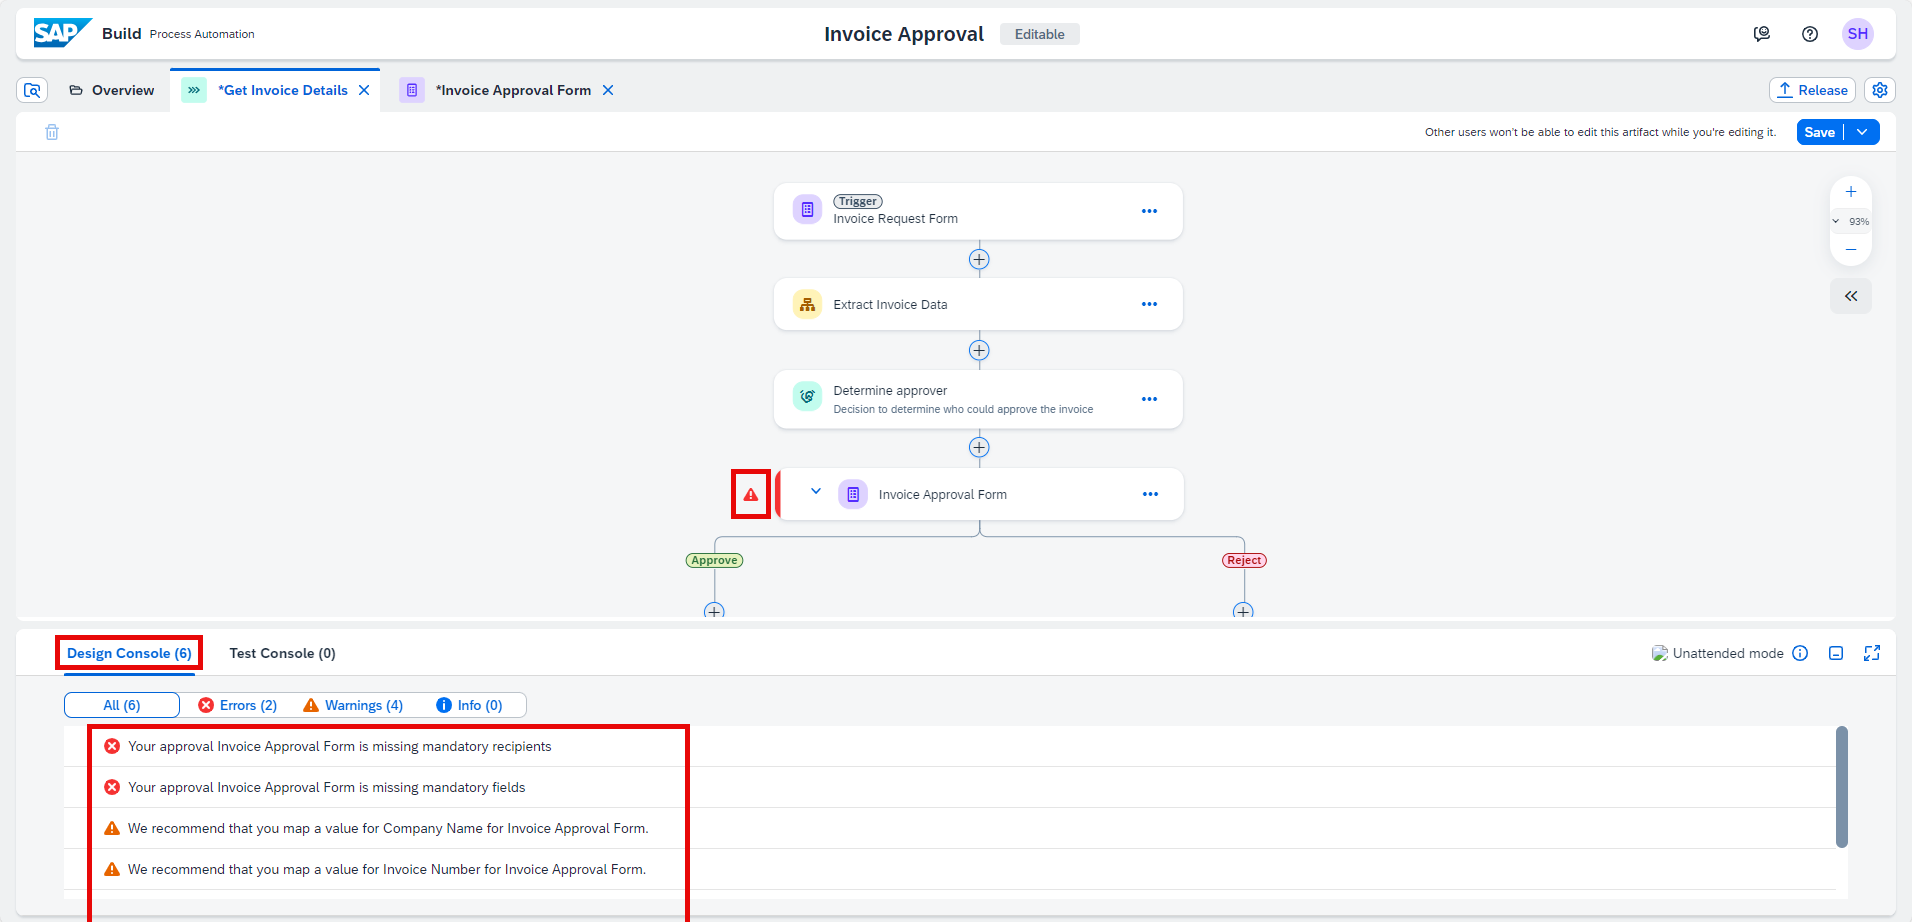 SAP Build Process Automation
Invoice Approval Editable
SH
Overview
*Get Invoice Details
*Invoice Approval Form
Release
Other users won't be able to edit this artifact while you're editing it.
Save
Trigger
Invoice Request Form
93%
Extract Invoice Data
Determine approver
Decision to determine who could approve the invoice
Invoice Approval Form
Approve
Reject
Design Console (6)
Test Console (0)
Unattended mode
All (6)
Errors (2)
Warnings (4)
Info (0)
Your approval Invoice Approval Form is missing mandatory recipients
Your approval Invoice Approval Form is missing mandatory fields
We recommend that you map a value for Company Name for Invoice Approval Form.
We recommend that you map a value for Invoice Number for Invoice Approval Form.